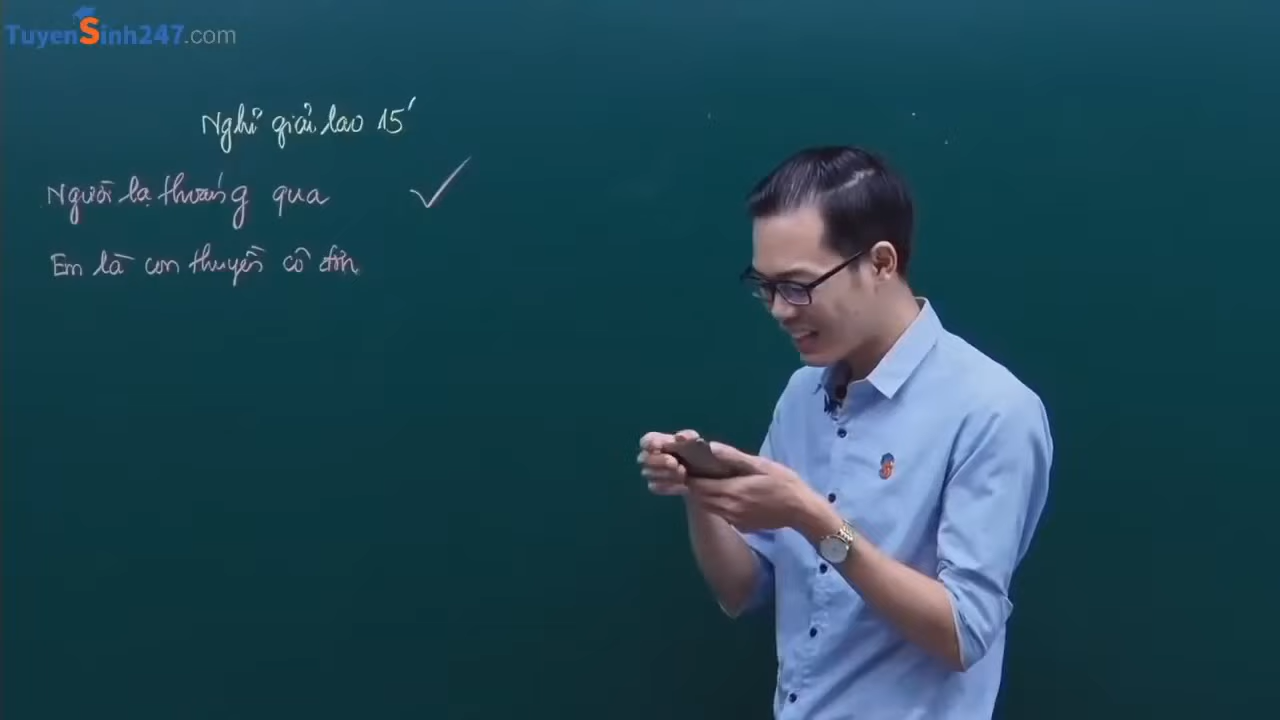 TuyenSinh247.com
Nghỉ giải lao 15'
Người lạ thoáng qua
Em là con thuyền cô đơn